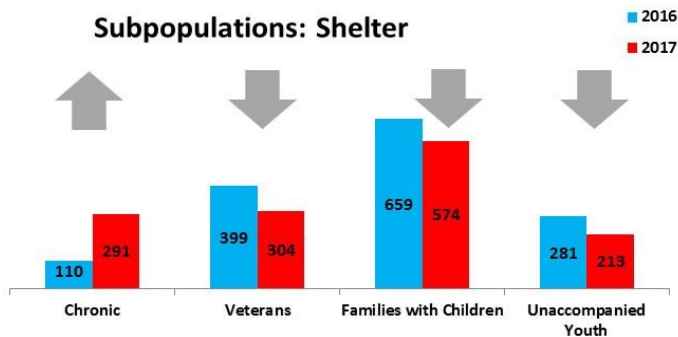 Subpopulations: Shelter
2016
2017
110
291
399
304
659
574
281
213
Chronic
Veterans
Families with Children
Unaccompanied
Youth